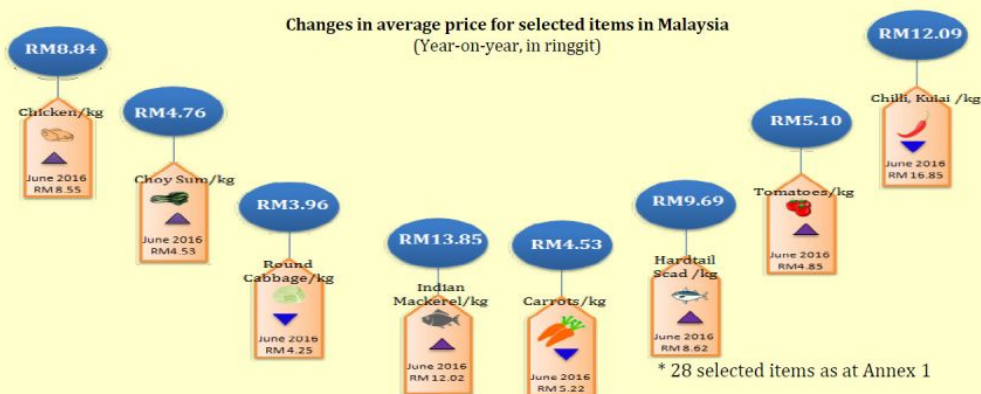 Changes in average price for selected items in Malaysia
(Year-on-year, in ringgit)
RM8.84
Chicken/kg
June 2016
RM 8.55
RM4.76
Choy Sum/kg
June 2016
RM4.53
RM3.96
Round
Cabbage/kg
June 2016
RM 4.25
RM13.85
Indian
Mackerel/kg
June 2016
RM 12.02
RM4.53
Carrots/kg
June 2016
RM 5.22
RM9.69
Hardtail
Scad /kg
June 2016
RM 8.62
RM5.10
Tomatoes/kg
June 2016
RM4.85
RM12.09
Chilli, Kulai /kg
June 2016
RM 16.85
* 28 selected items as at Annex 1